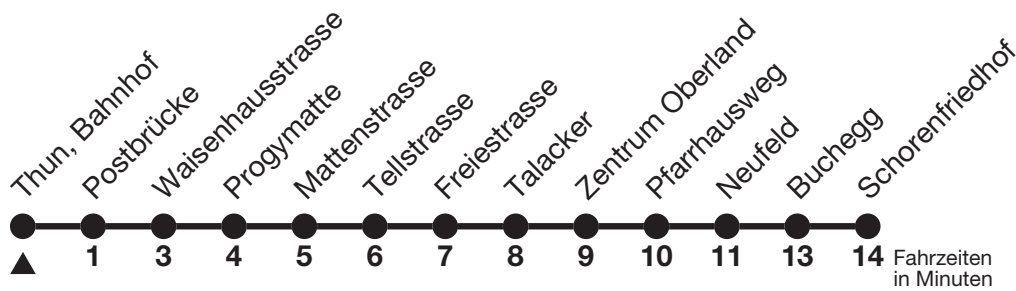 Thun, Bahnhof
Postbrücke
Waisenhausstrasse
Progymatte
Mattenstrasse
Tellstrasse
Freiestrasse
Talacker
Zentrum Oberland
Pfarrhausweg
Neufeld
Buchegg
Schorenfriedhof
1 3 4 5 6 7 8 9 10 11 13 14 Fahrzeiten
in Minuten